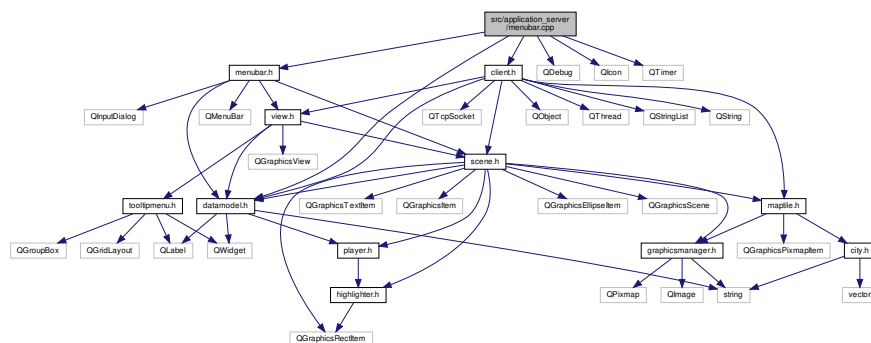 src/application_server
/menubar.cpp
menubar.h
client.h
QDebug
QIcon
QTimer
QInputDialog
QMenuBar
view.h
QTcpSocket
QObject
QThread
QStringList
QString
QGraphicsView
scene.h
tooltipmenu.h
datamodel.h
QGraphicsTextItem
QGraphicsItem
QGraphicsEllipseItem
QGraphicsScene
maptile.h
QGroupBox
QGridLayout
QLabel
QWidget
player.h
graphicsmanager.h
QGraphicsPixmapItem
city.h
highlighter.h
QPixmap
QImage
string
vector
QGraphicsRectItem